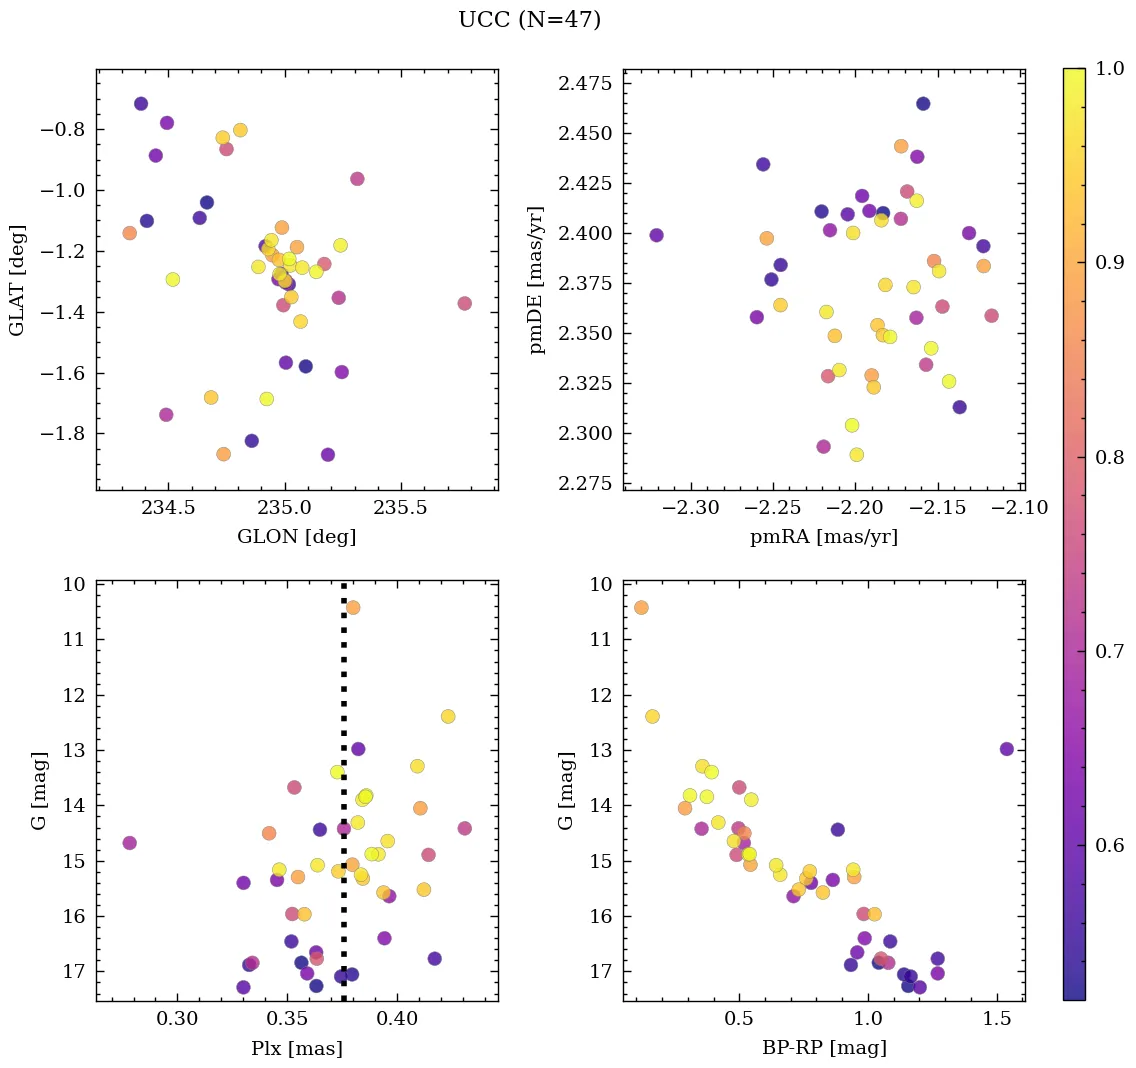 UCC (N=47)
−0.8
−1.0
−1.2
−1.4
−1.6
−1.8
GLAT [deg]
234.5 235.0 235.5
GLON [deg]
2.475
2.450
2.425
2.400
2.375
2.350
2.325
2.300
2.275
pmDE [mas/yr]
−2.30 −2.25 −2.20 −2.15 −2.10
pmRA [mas/yr]
10
11
12
13
14
15
16
17
G [mag]
0.30 0.35 0.40
Plx [mas]
10
11
12
13
14
15
16
17
G [mag]
0.5 1.0 1.5
BP-RP [mag]
1.0
0.9
0.8
0.7
0.6